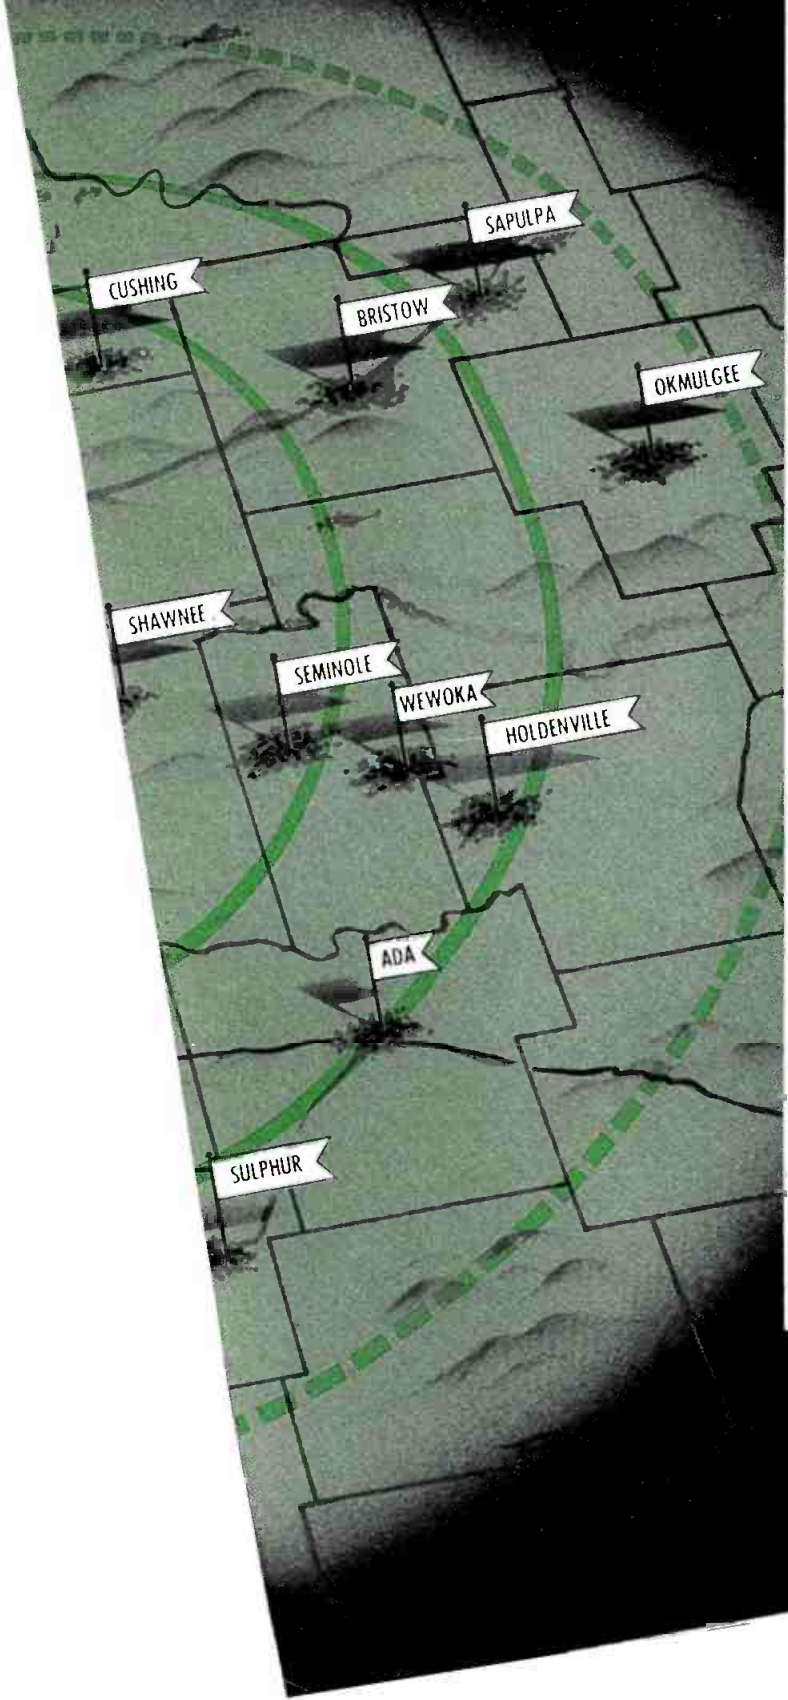 SAPULPA
CUSHING
BRISTOW
OKMULGEE
SHAWNEE
SEMINOLE
WEWOKA
HOLDENVILLE
ADA
SULPHUR